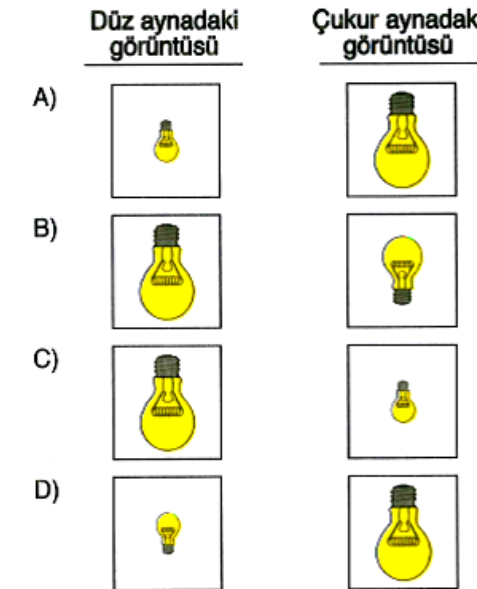 Düz aynadaki
görüntüsü
Çukur aynadak
görüntüsü
A)
B)
C)
D)